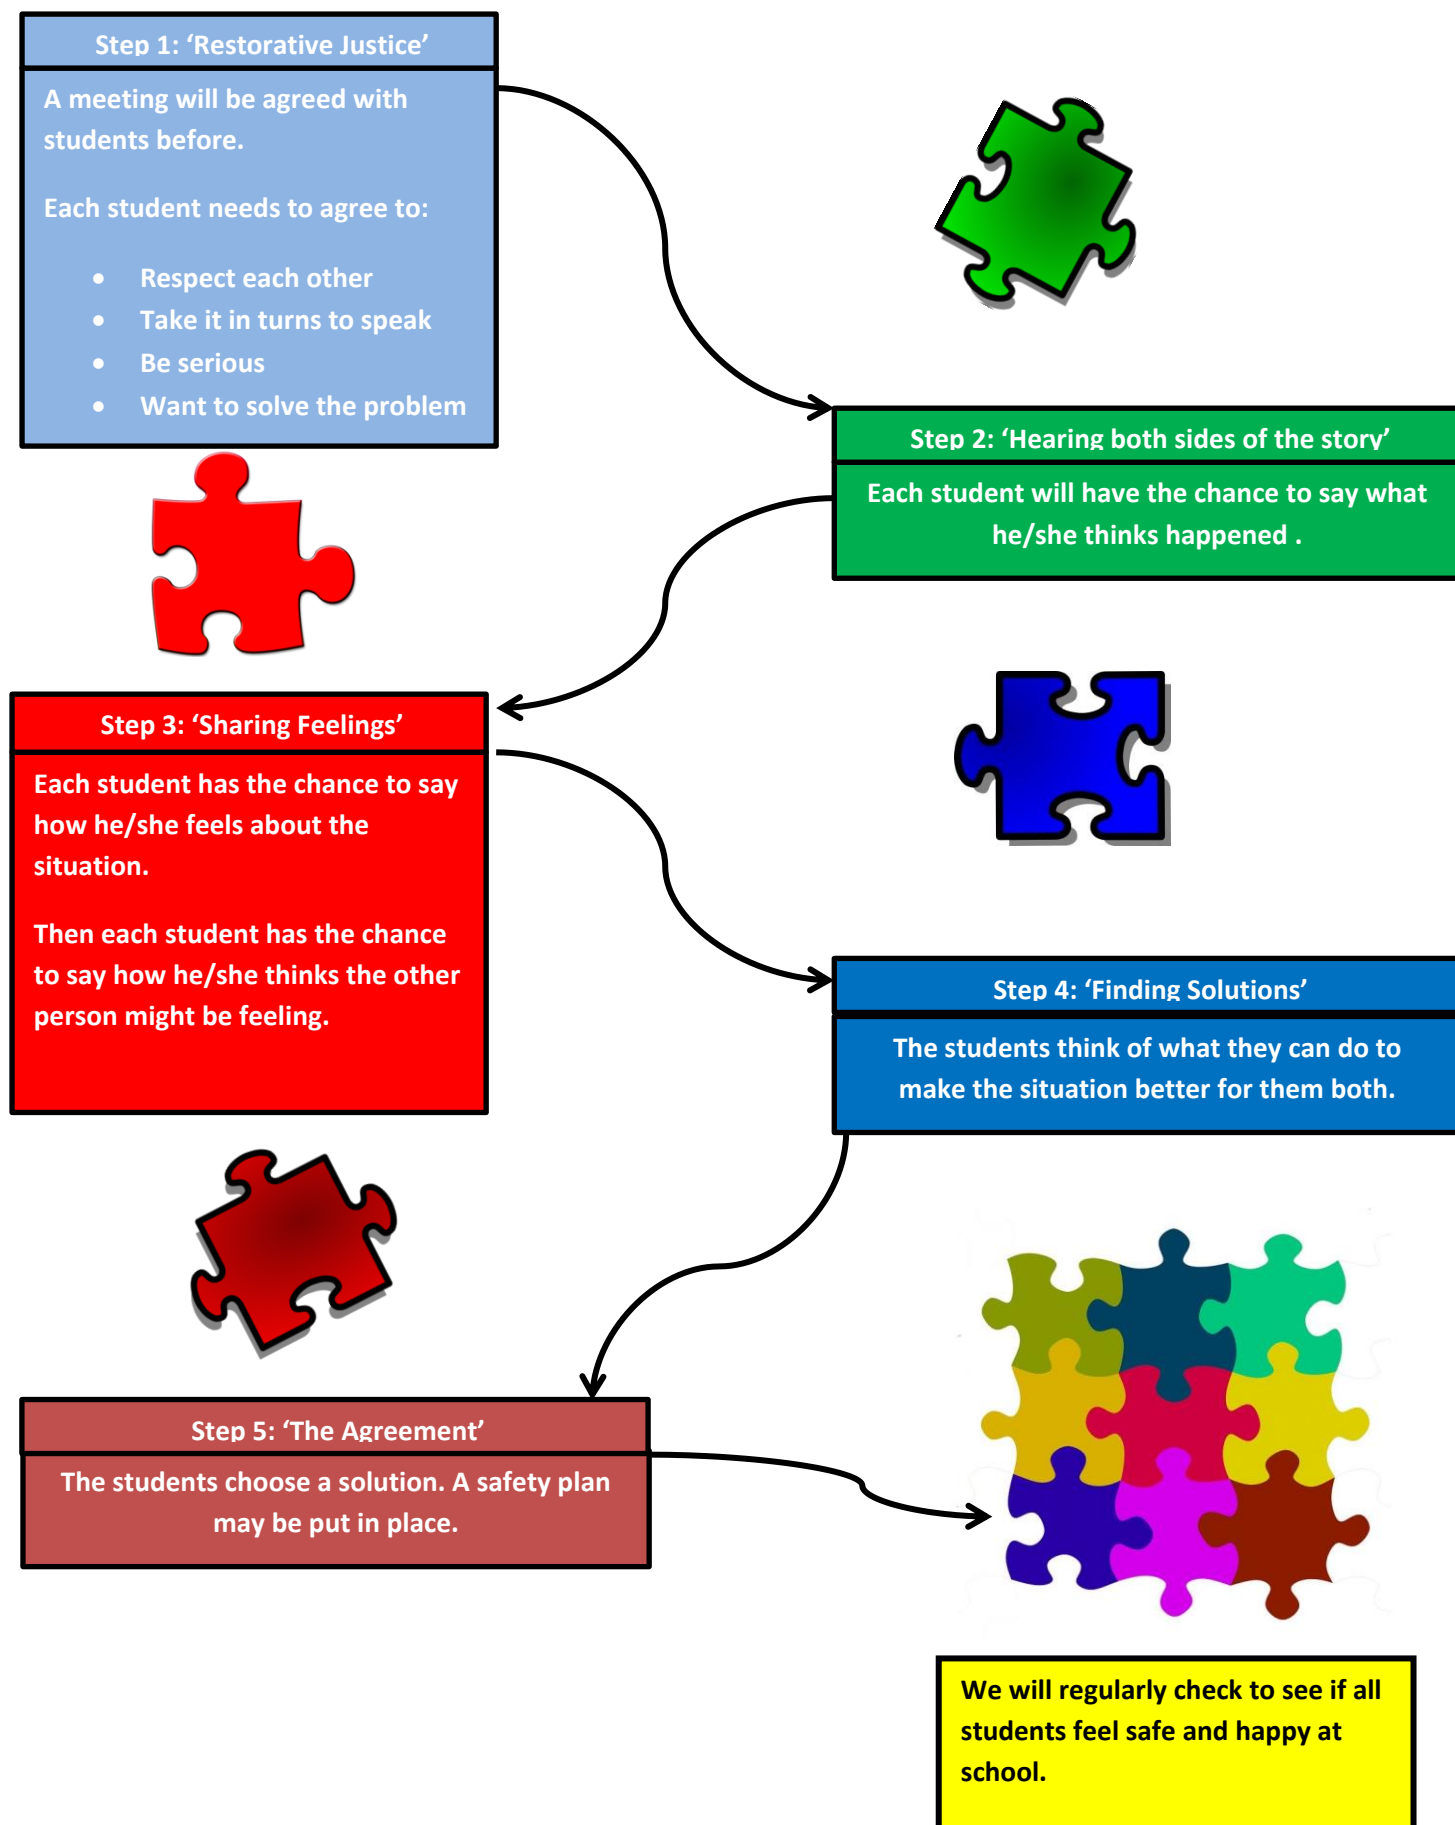 Step 1: ‘Restorative Justice’
A meeting will be agreed with
students before.
Each student needs to agree to:
• Respect each other
• Take it in turns to speak
• Be serious
• Want to solve the problem
Step 2: ‘Hearing both sides of the story’
Each student will have the chance to say what
he/she thinks happened .
Step 3: ‘Sharing Feelings’
Each student has the chance to say
how he/she feels about the
situation.
Then each student has the chance
to say how he/she thinks the other
person might be feeling.
Step 4: ‘Finding Solutions’
The students think of what they can do to
make the situation better for them both.
Step 5: ‘The Agreement’
The students choose a solution. A safety plan
may be put in place.
We will regularly check to see if all
students feel safe and happy at
school.